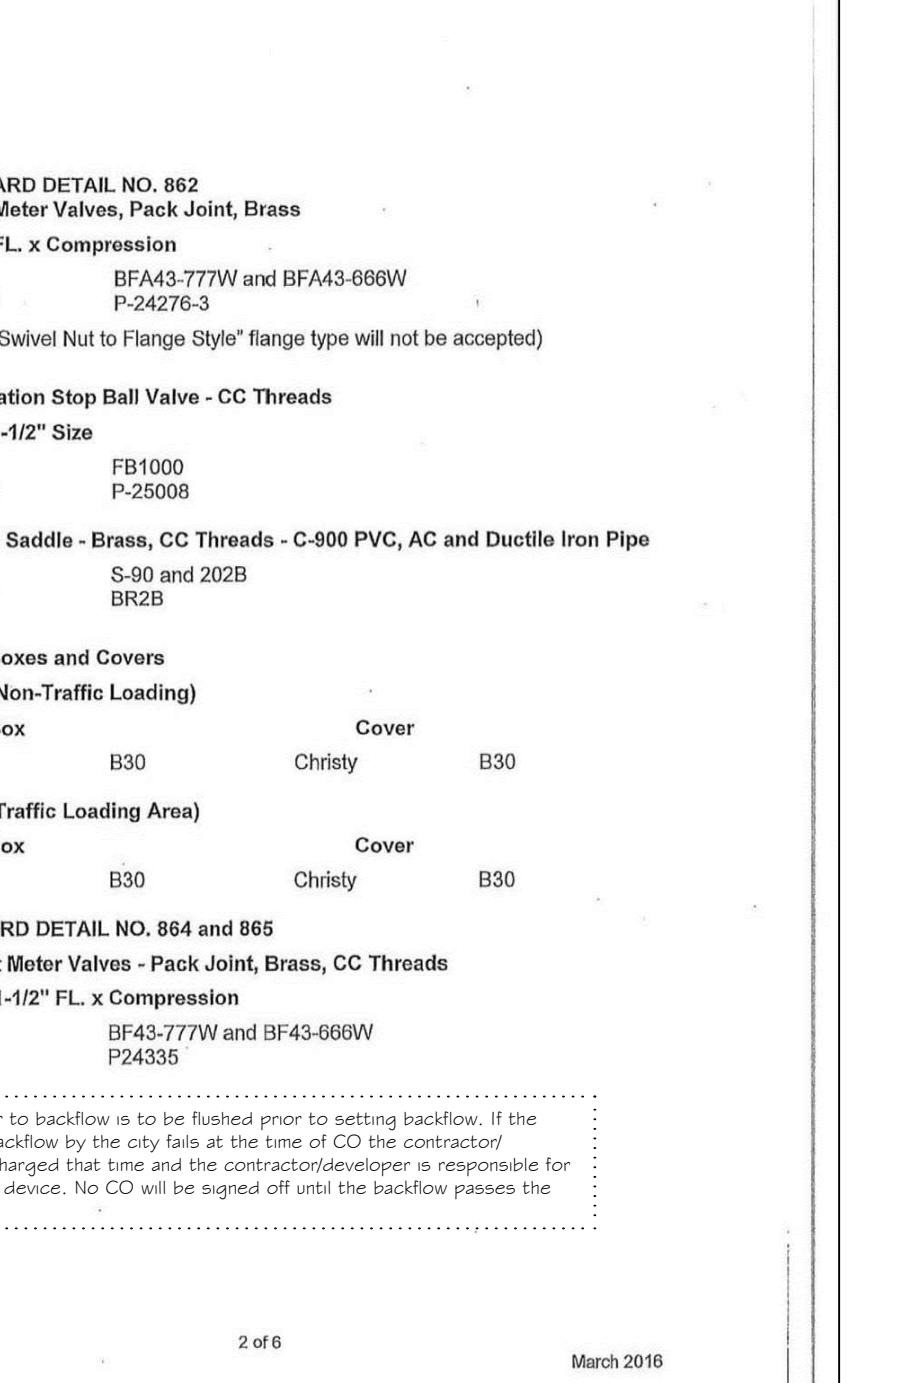 ARD DETAIL NO. 862
Meter Valves, Pack Joint, Brass
FL. x Compression
BFA43-777W and BFA43-666W
P-24276-3
Swivel Nut to Flange Style" flange type will not be accepted)
ation Stop Ball Valve - CC Threads
-1/2" Size
FB1000
P-25008
Saddle - Brass, CC Threads - C-900 PVC, AC and Ductile Iron Pipe
S-90 and 202B
BR2B
oxes and Covers
Non-Traffic Loading)
ox Cover
B30 Christy B30
Traffic Loading Area)
ox Cover
B30 Christy B30
RD DETAIL NO. 864 and 865
t Meter Valves - Pack Joint, Brass, CC Threads
1-1/2" FL. x Compression
BF43-777W and BF43-666W
P24335
r to backflow is to be flushed prior to setting backflow. If the
ackflow by the city fails at the time of CO the contractor/
harged that time and the contractor/developer is responsible for
device. No CO will be signed off until the backflow passes the
2 of 6
March 2016